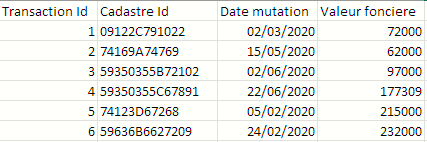 Transaction Id Cadastre Id Date mutation Valeur fonciere
1 09122C791022 02/03/2020 72000
2 74169A74769 15/05/2020 62000
3 59350355B72102 02/06/2020 97000
4 59350355C67891 22/06/2020 177309
5 74123D67268 05/02/2020 215000
6 59636B6627209 24/02/2020 232000